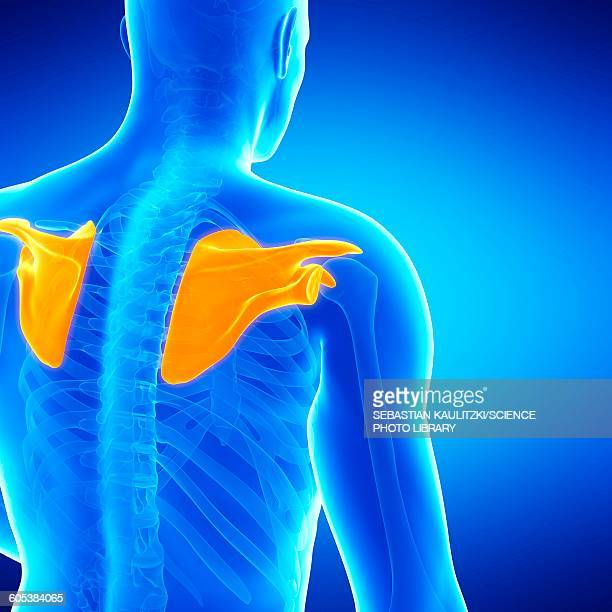 gettyimages®
SEBASTIAN KAULITZKI/SCIENCE
PHOTO LIBRARY
605384065